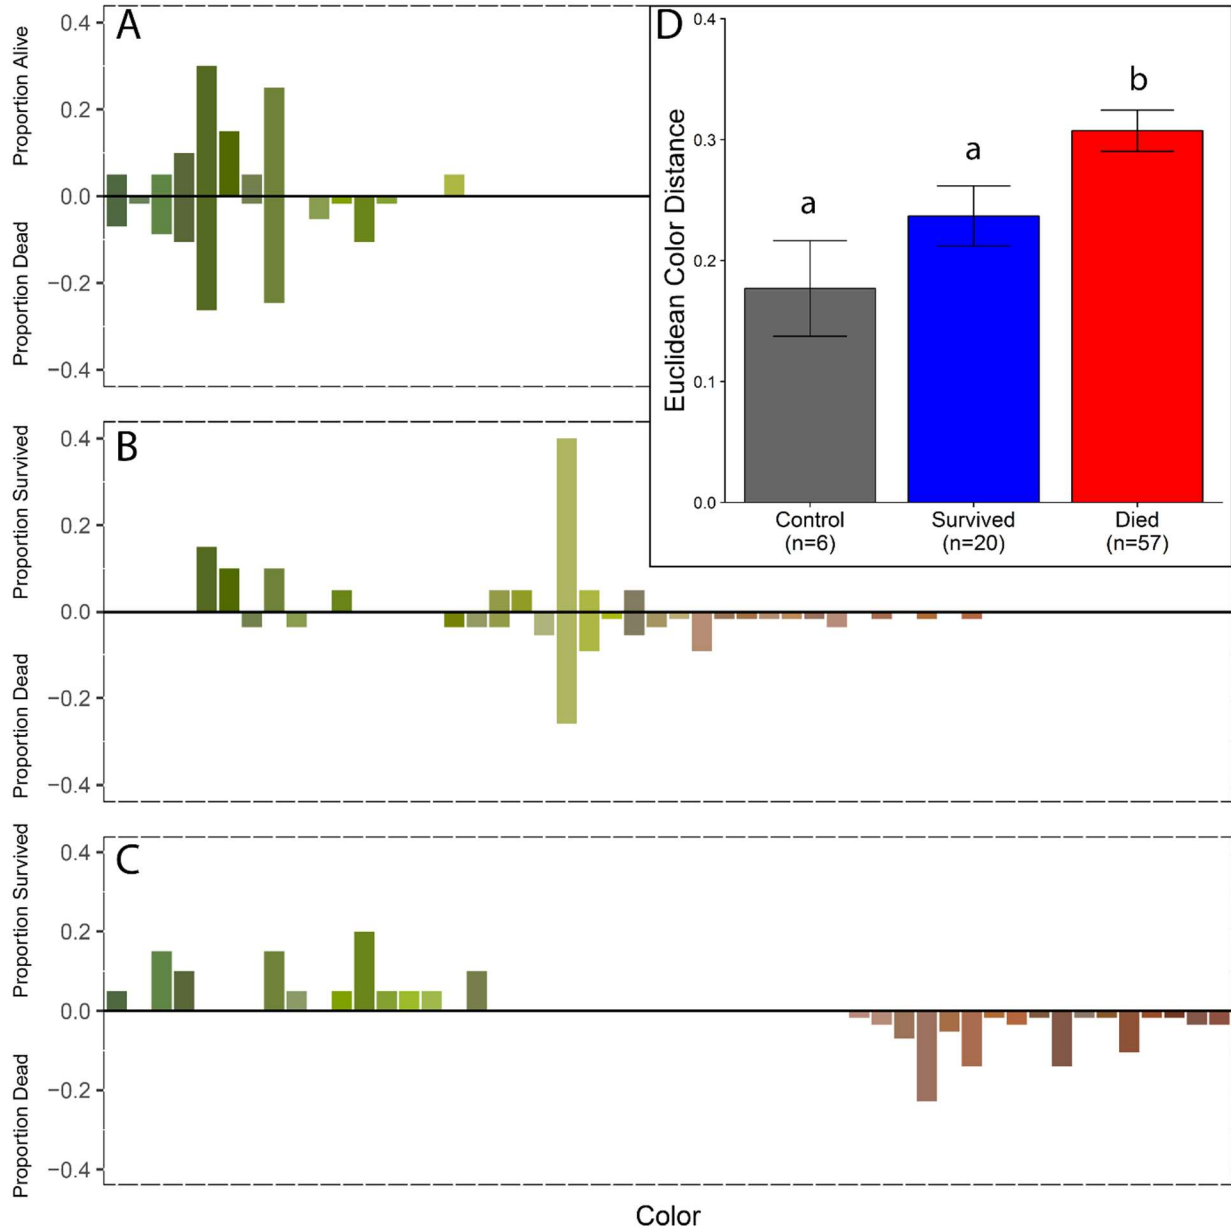 A
Proportion Alive
Proportion Dead
0.4
0.2
0.0
−0.2
−0.4
D
Euclidean Color Distance
0.4
0.3
0.2
0.1
0.0
a
a
b
Control
(n=6)
Survived
(n=20)
Died
(n=57)
B
Proportion Survived
Proportion Dead
0.4
0.2
0.0
−0.2
−0.4
C
Proportion Survived
Proportion Dead
0.4
0.2
0.0
−0.2
−0.4
Color